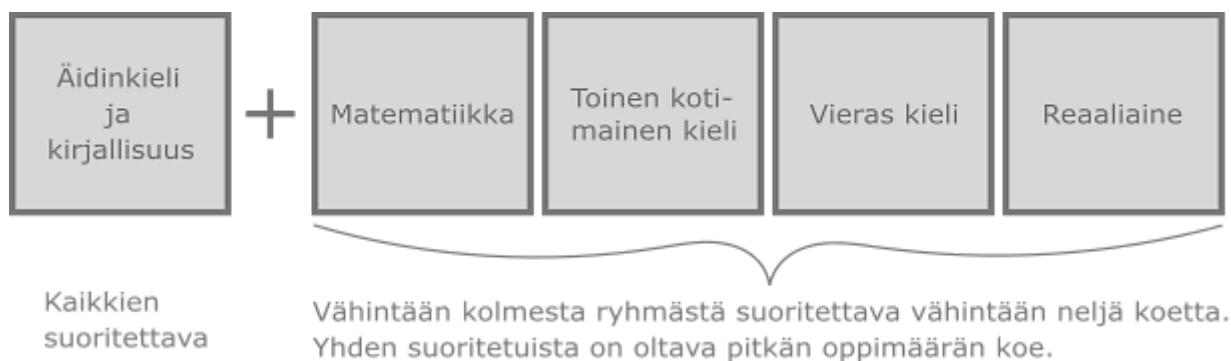 Äidinkieli
ja
kirjallisuus
+
Matematiikka
Toinen koti-
mainen kieli
Vieras kieli
Reaaliaine
Kaikkien
suoritettava
Vähintään kolmesta ryhmästä suoritettava vähintään neljä koetta.
Yhden suoritetuista on oltava pitkän oppimäärän koe.